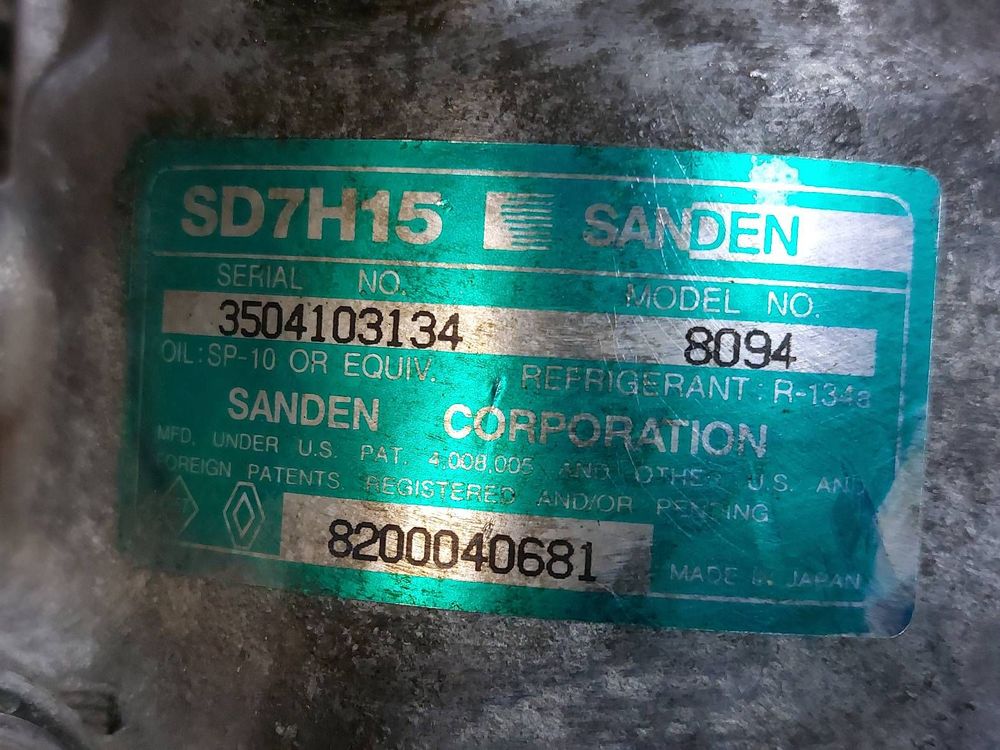 SD7H15 SANDEN
SERIAL NO. MODEL NO.
3504103134 8094
OIL: SP-10 OR EQUIV. REFRIGERANT: R-134a
SANDEN CORPORATION
MFD. UNDER U.S. PAT. 4,008,005 AND OTHER U.S. AND
FOREIGN PATENTS, REGISTERED AND/OR PENDING
8200040681 MADE IN JAPAN